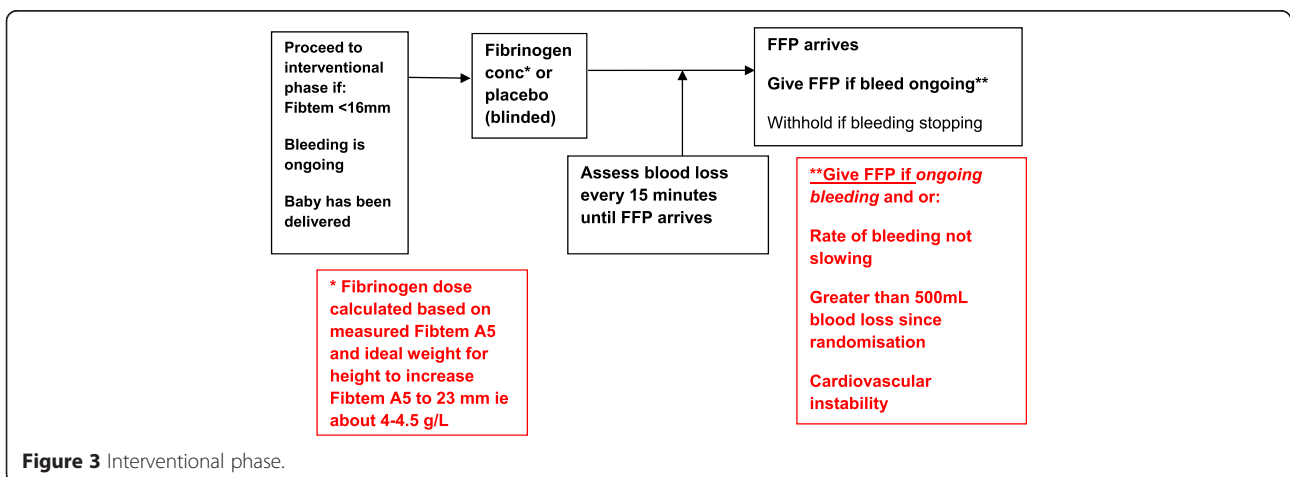 Proceed to
interventional
phase if:
Fibtem <16mm
Bleeding is
ongoing
Baby has been
delivered
Fibrinogen
conc* or
placebo
(blinded)
Assess blood loss
every 15 minutes
until FFP arrives
FFP arrives
Give FFP if bleed ongoing**
Withhold if bleeding stopping
* Fibrinogen dose
calculated based on
measured Fibtem A5
and ideal weight for
height to increase
Fibtem A5 to 23 mm ie
about 4-4.5 g/L
**Give FFP if ongoing
bleeding and or:
Rate of bleeding not
slowing
Greater than 500mL
blood loss since
randomisation
Cardiovascular
instability
Figure 3 Interventional phase.